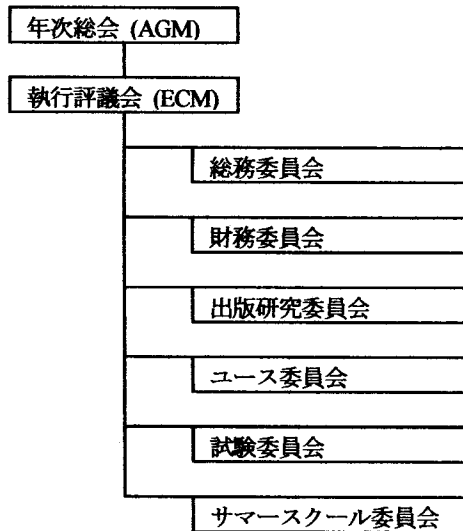 年次総会 (AGM)
執行評議会 (ECM)
総務委員会
財務委員会
出版研究委員会
ユース委員会
試験委員会
サマースクール委員会